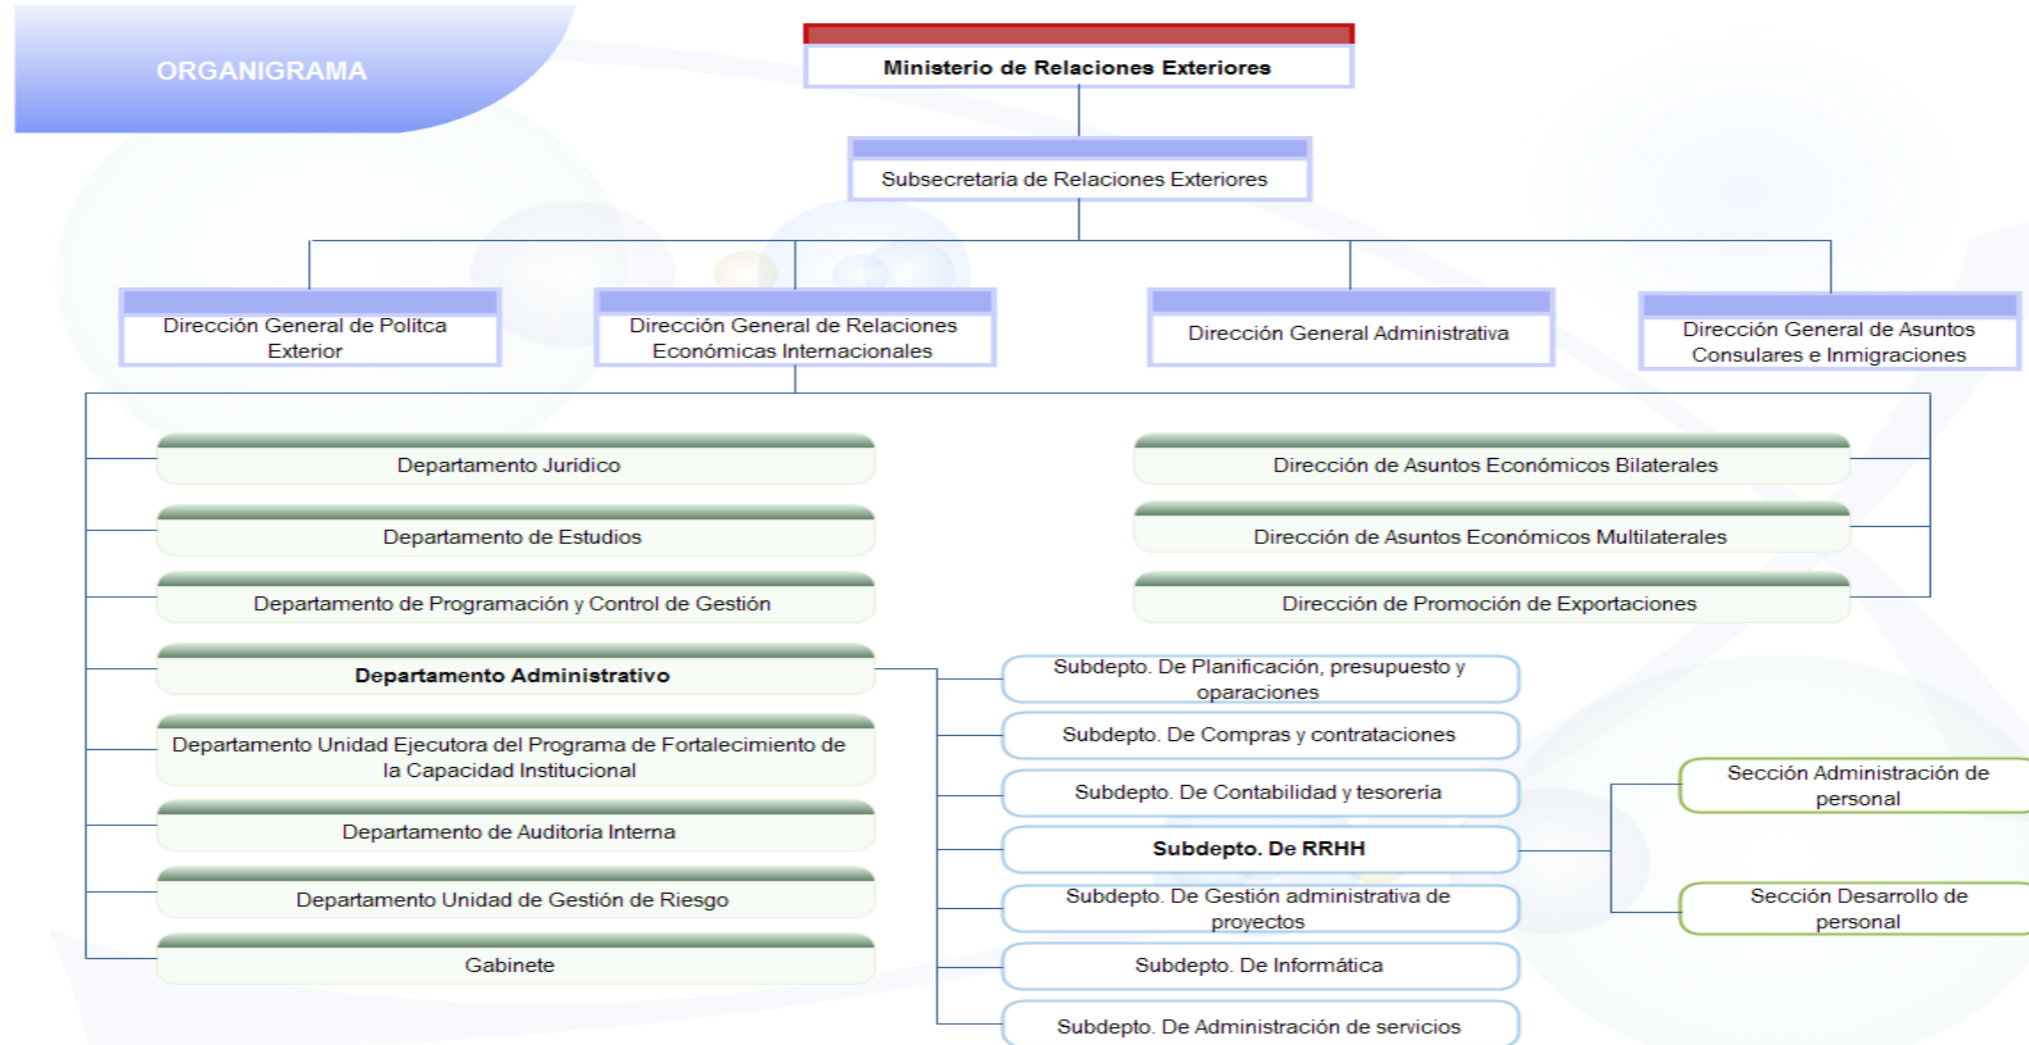 ORGANIGRAMA
Ministerio de Relaciones Exteriores
Subsecretaria de Relaciones Exteriores
Dirección General de Polítca
Exterior
Dirección General de Relaciones
Económicas Internacionales
Dirección General Administrativa
Dirección General de Asuntos
Consulares e Inmigraciones
Departamento Jurídico
Departamento de Estudios
Departamento de Programación y Control de Gestión
Departamento Administrativo
Departamento Unidad Ejecutora del Programa de Fortalecimiento de
la Capacidad Institucional
Departamento de Auditoría Interna
Departamento Unidad de Gestión de Riesgo
Gabinete
Dirección de Asuntos Económicos Bilaterales
Dirección de Asuntos Económicos Multilaterales
Dirección de Promoción de Exportaciones
Subdepto. De Planificación, presupuesto y
oparaciones
Subdepto. De Compras y contrataciones
Subdepto. De Contabilidad y tesorería
Subdepto. De RRHH
Subdepto. De Gestión administrativa de
proyectos
Subdepto. De Informática
Subdepto. De Administración de servicios
Sección Administración de
personal
Sección Desarrollo de
personal